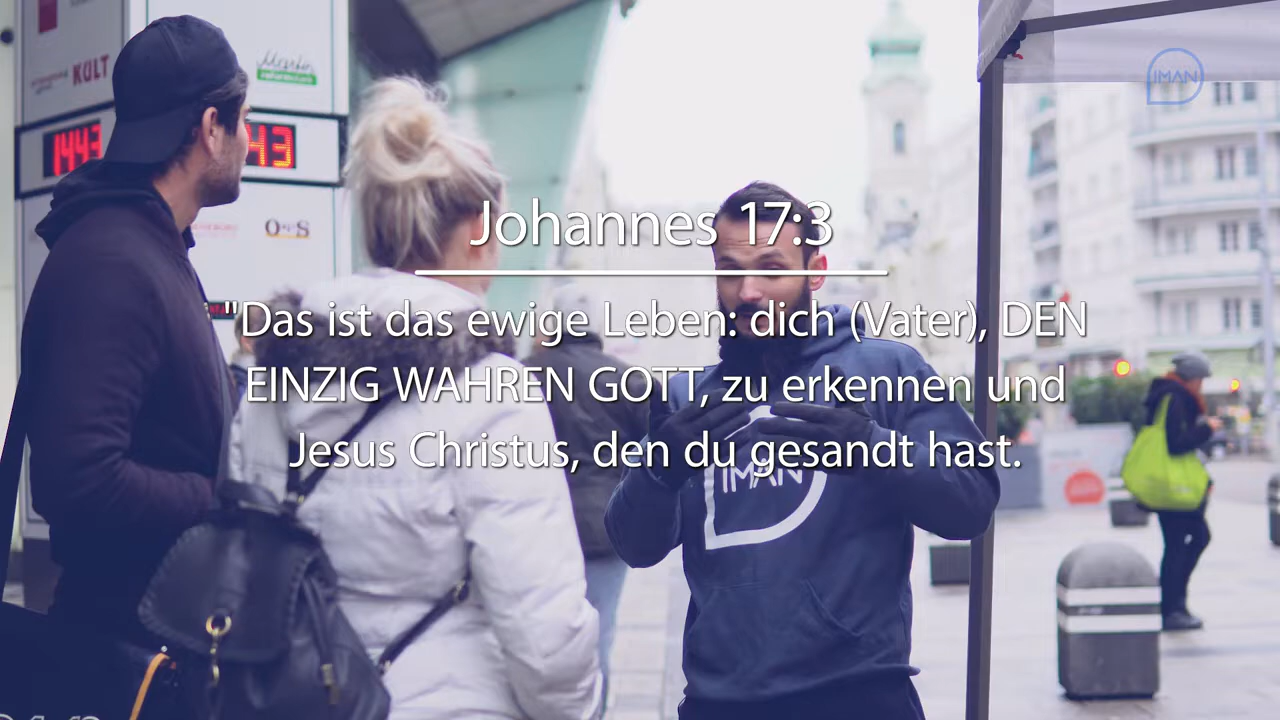 KULT
1443
43
O*S
IMAN
Johannes 17:3
"Das ist das ewige Leben: dich (Vater), DEN
EINZIG WAHREN GOTT, zu erkennen und
Jesus Christus, den du gesandt hast.
IMAN